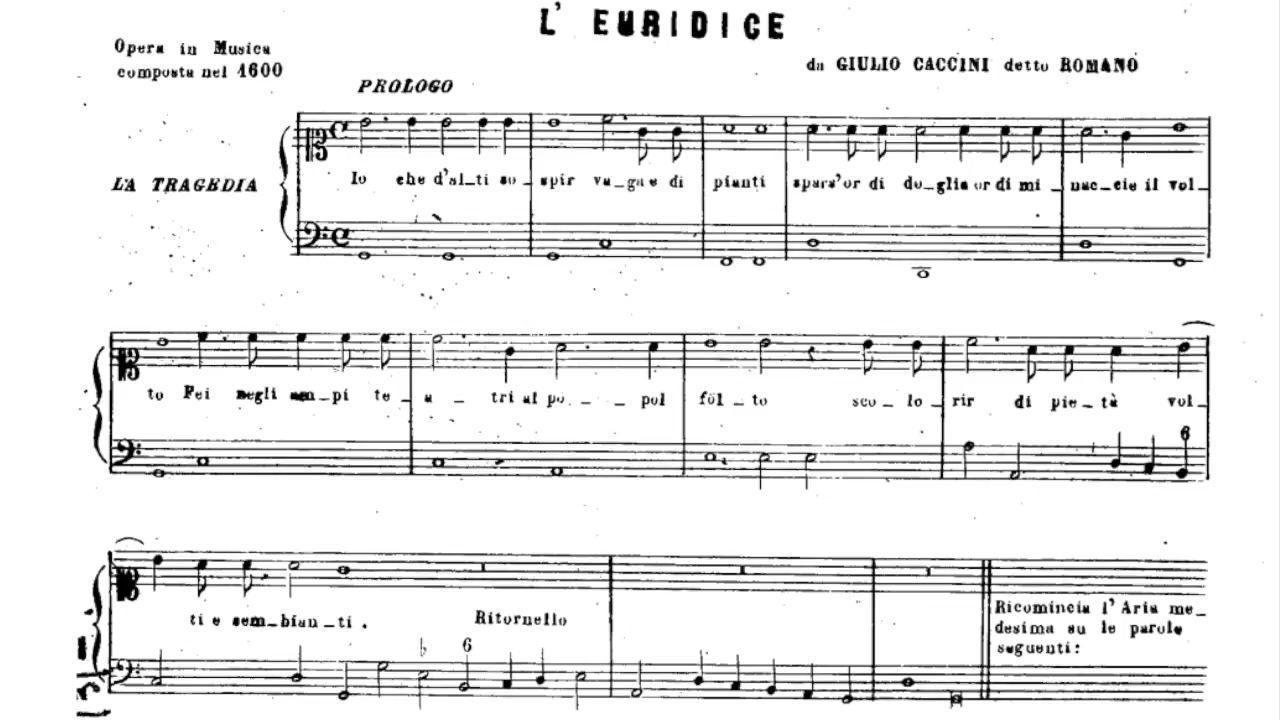 L' EURIDICE
Opera in Musica
composta nel 1600
da GIULIO CACCINI detto ROMANO
PROLOGO
LA TRAGEDIA
Io che d'al_ti so_spir va_ga e di pianti spars'or di do_glia or di mi_nac_cie il vol_
to Fei negli am_pi te_a_tri al po_pol fol_to sco_lo_rir di pie_tà vol_
6
ti e sem_bian_ti.
Ritornello
6
Ricomincia l'Aria me_
desima su le parole
seguenti: